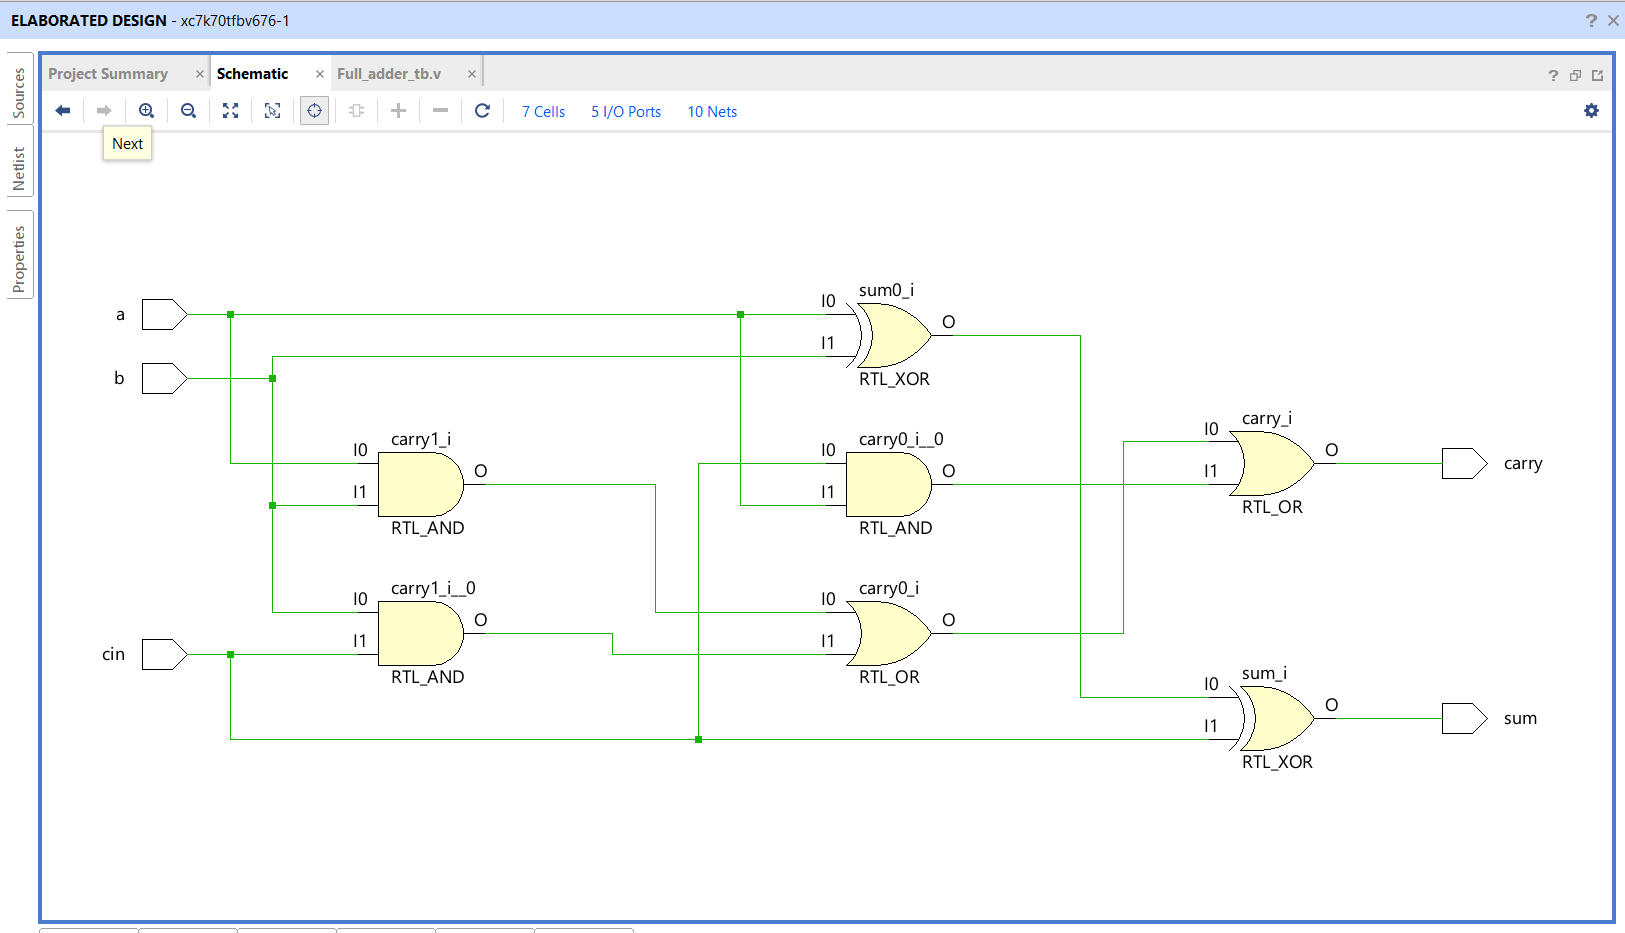 ELABORATED DESIGN - xc7k70tfbv676-1
? ×
Sources
Netlist
Properties
Project Summary × Schematic × Full_adder_tb.v ×
?
7 Cells 5 I/O Ports 10 Nets
Next
sum0_i
I0
a
O
I1
b
RTL_XOR
carry_i
I0
carry1_i
carry0_i__0
I0
I0
O
carry
I1
O
O
I1
I1
RTL_OR
RTL_AND
RTL_AND
carry1_i__0
carry0_i
I0
I0
O
O
I1
I1
cin
RTL_AND
RTL_OR
sum_i
I0
O
sum
I1
RTL_XOR